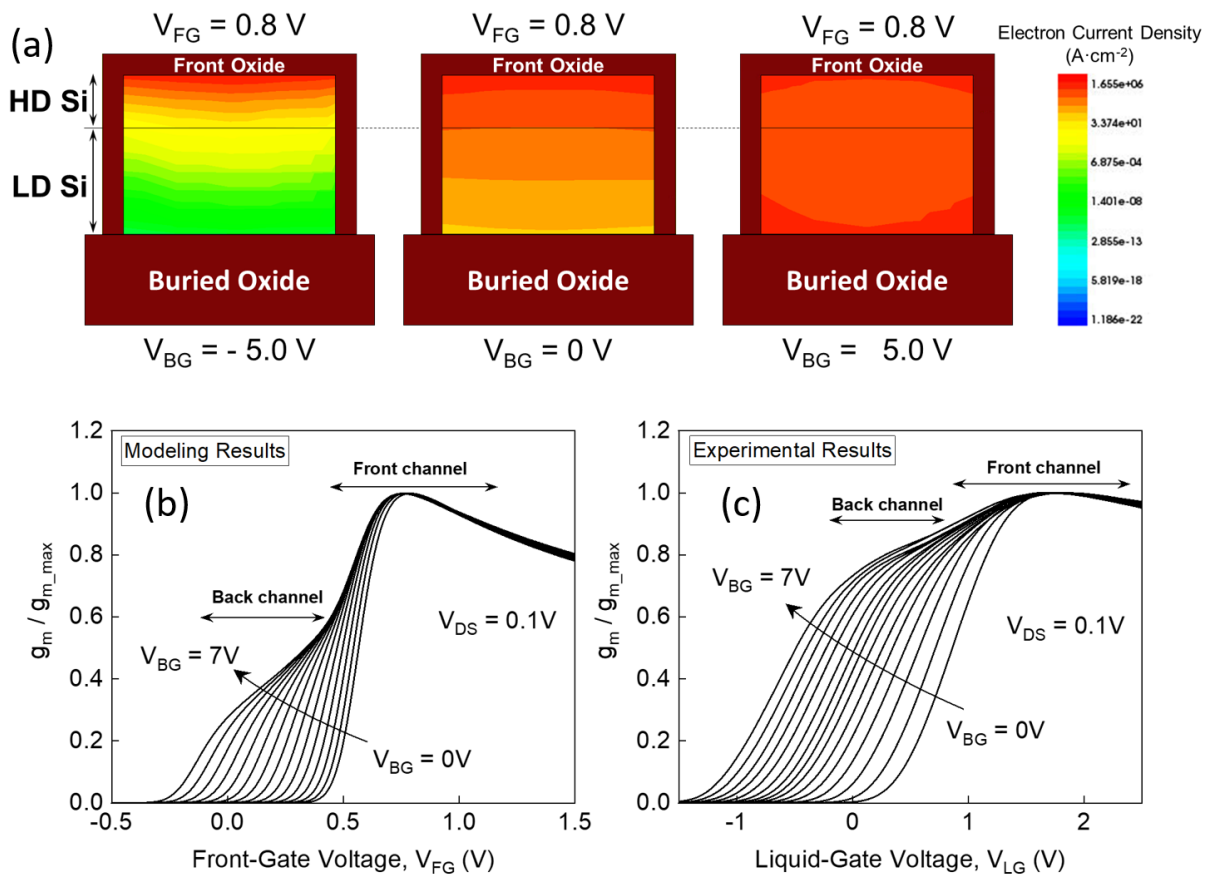 (a)
V_FG = 0.8 V
V_FG = 0.8 V
V_FG = 0.8 V
Electron Current Density
(A·cm⁻²)
Front Oxide
Front Oxide
Front Oxide
HD Si
LD Si
1.655e+06
3.374e+01
6.875e-04
1.401e-08
2.855e-13
5.819e-18
1.186e-22
Buried Oxide
Buried Oxide
Buried Oxide
V_BG = - 5.0 V
V_BG = 0 V
V_BG = 5.0 V
Modeling Results
(b)
Front channel
Back channel
V_BG = 7V
V_DS = 0.1V
V_BG = 0V
g_m / g_m_max
1.2
1.0
0.8
0.6
0.4
0.2
0.0
-0.5
0.0
0.5
1.0
1.5
Front-Gate Voltage, V_FG (V)
Experimental Results
(c)
Front channel
Back channel
V_BG = 7V
V_DS = 0.1V
V_BG = 0V
g_m / g_m_max
1.2
1.0
0.8
0.6
0.4
0.2
0.0
-1
0
1
2
Liquid-Gate Voltage, V_LG (V)